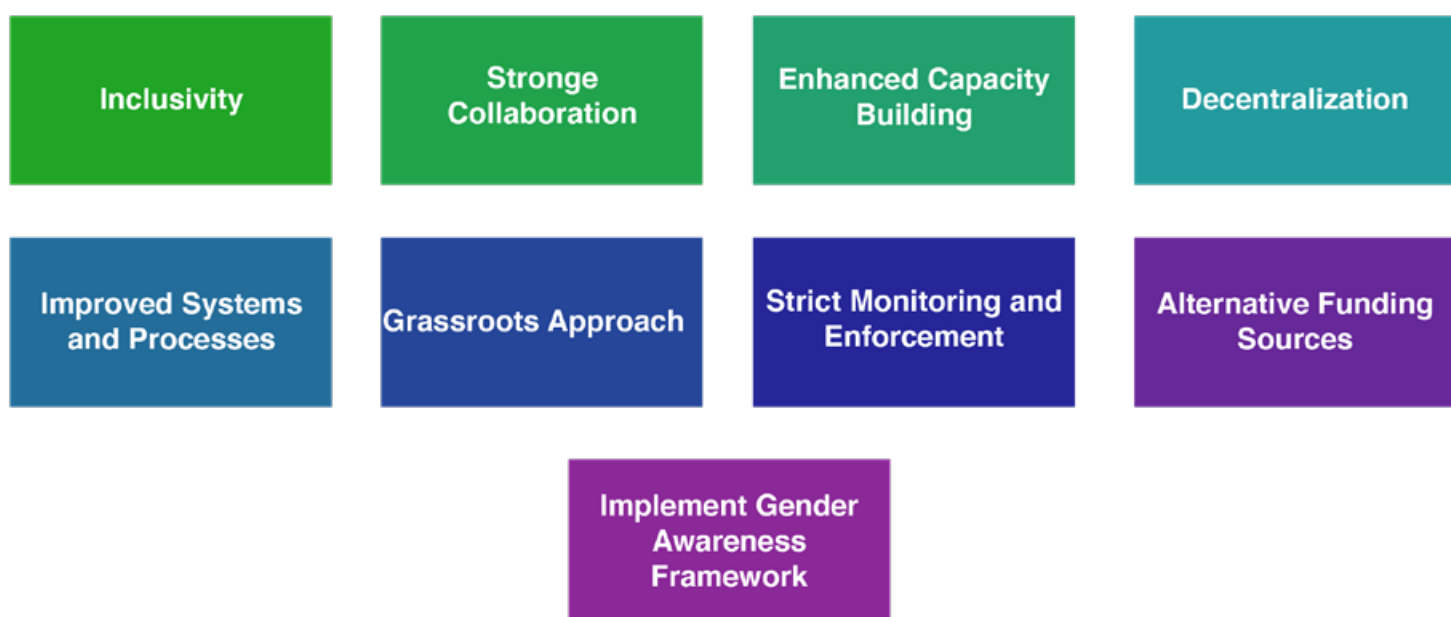 Inclusivity
Stronge
Collaboration
Enhanced Capacity
Building
Decentralization
Improved Systems
and Processes
Grassroots Approach
Strict Monitoring and
Enforcement
Alternative Funding
Sources
Implement Gender
Awareness
Framework